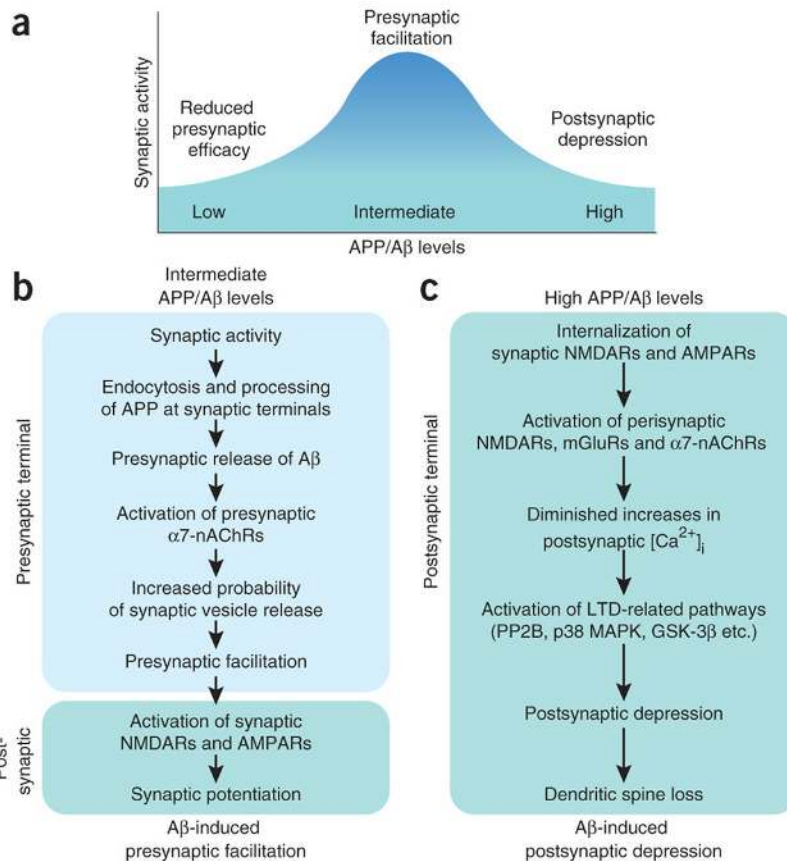 a
Presynaptic
facilitation
Synaptic activity
Reduced
presynaptic
efficacy
Postsynaptic
depression
Low
Intermediate
High
APP/Aβ levels
b
Intermediate
APP/Aβ levels
Presynaptic terminal
Synaptic activity
Endocytosis and processing
of APP at synaptic terminals
Presynaptic release of Aβ
Activation of presynaptic
α7-nAChRs
Increased probability
of synaptic vesicle release
Presynaptic facilitation
Post-
synaptic
Activation of synaptic
NMDARs and AMPARs
Synaptic potentiation
Aβ-induced
presynaptic facilitation
c
High APP/Aβ levels
Postsynaptic terminal
Internalization of
synaptic NMDARs and AMPARs
Activation of perisynaptic
NMDARs, mGluRs and α7-nAChRs
Diminished increases in
postsynaptic [Ca²⁺]ᵢ
Activation of LTD-related pathways
(PP2B, p38 MAPK, GSK-3β etc.)
Postsynaptic depression
Dendritic spine loss
Aβ-induced
postsynaptic depression